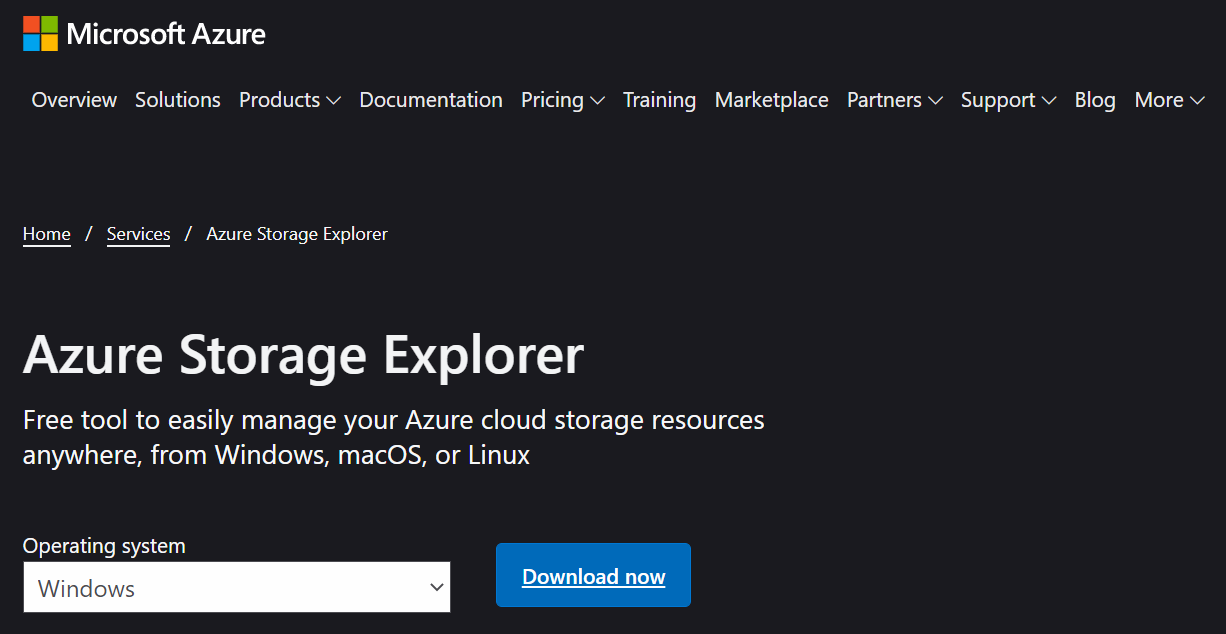 Microsoft Azure
Overview Solutions Products Documentation Pricing Training Marketplace Partners Support Blog More
Home / Services / Azure Storage Explorer
Azure Storage Explorer
Free tool to easily manage your Azure cloud storage resources
anywhere, from Windows, macOS, or Linux
Operating system
Windows
Download now